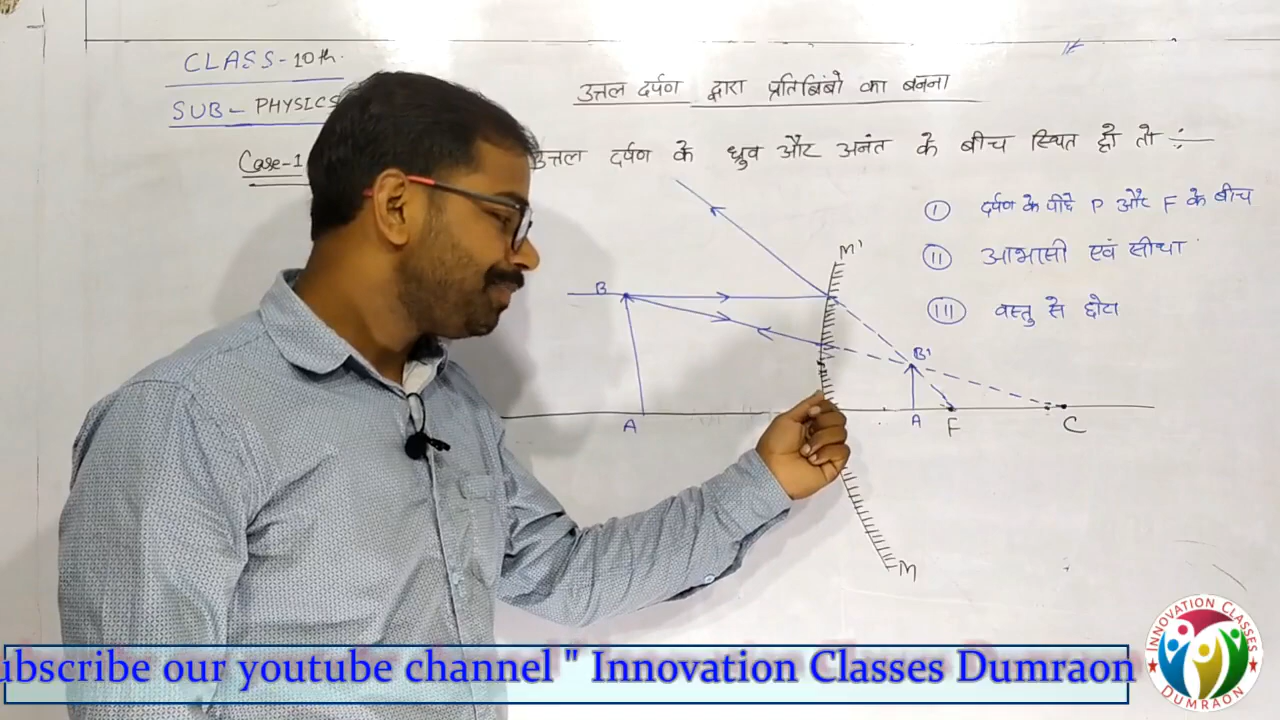 CLASS-10th.
SUB- PHYSICS
उत्तल दर्पण द्वारा प्रतिबिंबो का बनना
Case-1
उत्तल दर्पण के ध्रुव और अनंत के बीच स्थित हो तो :-
(I) दर्पण के पीछे P और F के बीच
(II) आभासी एवं सीधा
(III) वस्तु से छोटा
M'
B
B'
A
A
F
C
M
ubscribe our youtube channel " Innovation Classes Dumraon
INNOVATION CLASSES
DUMRAON